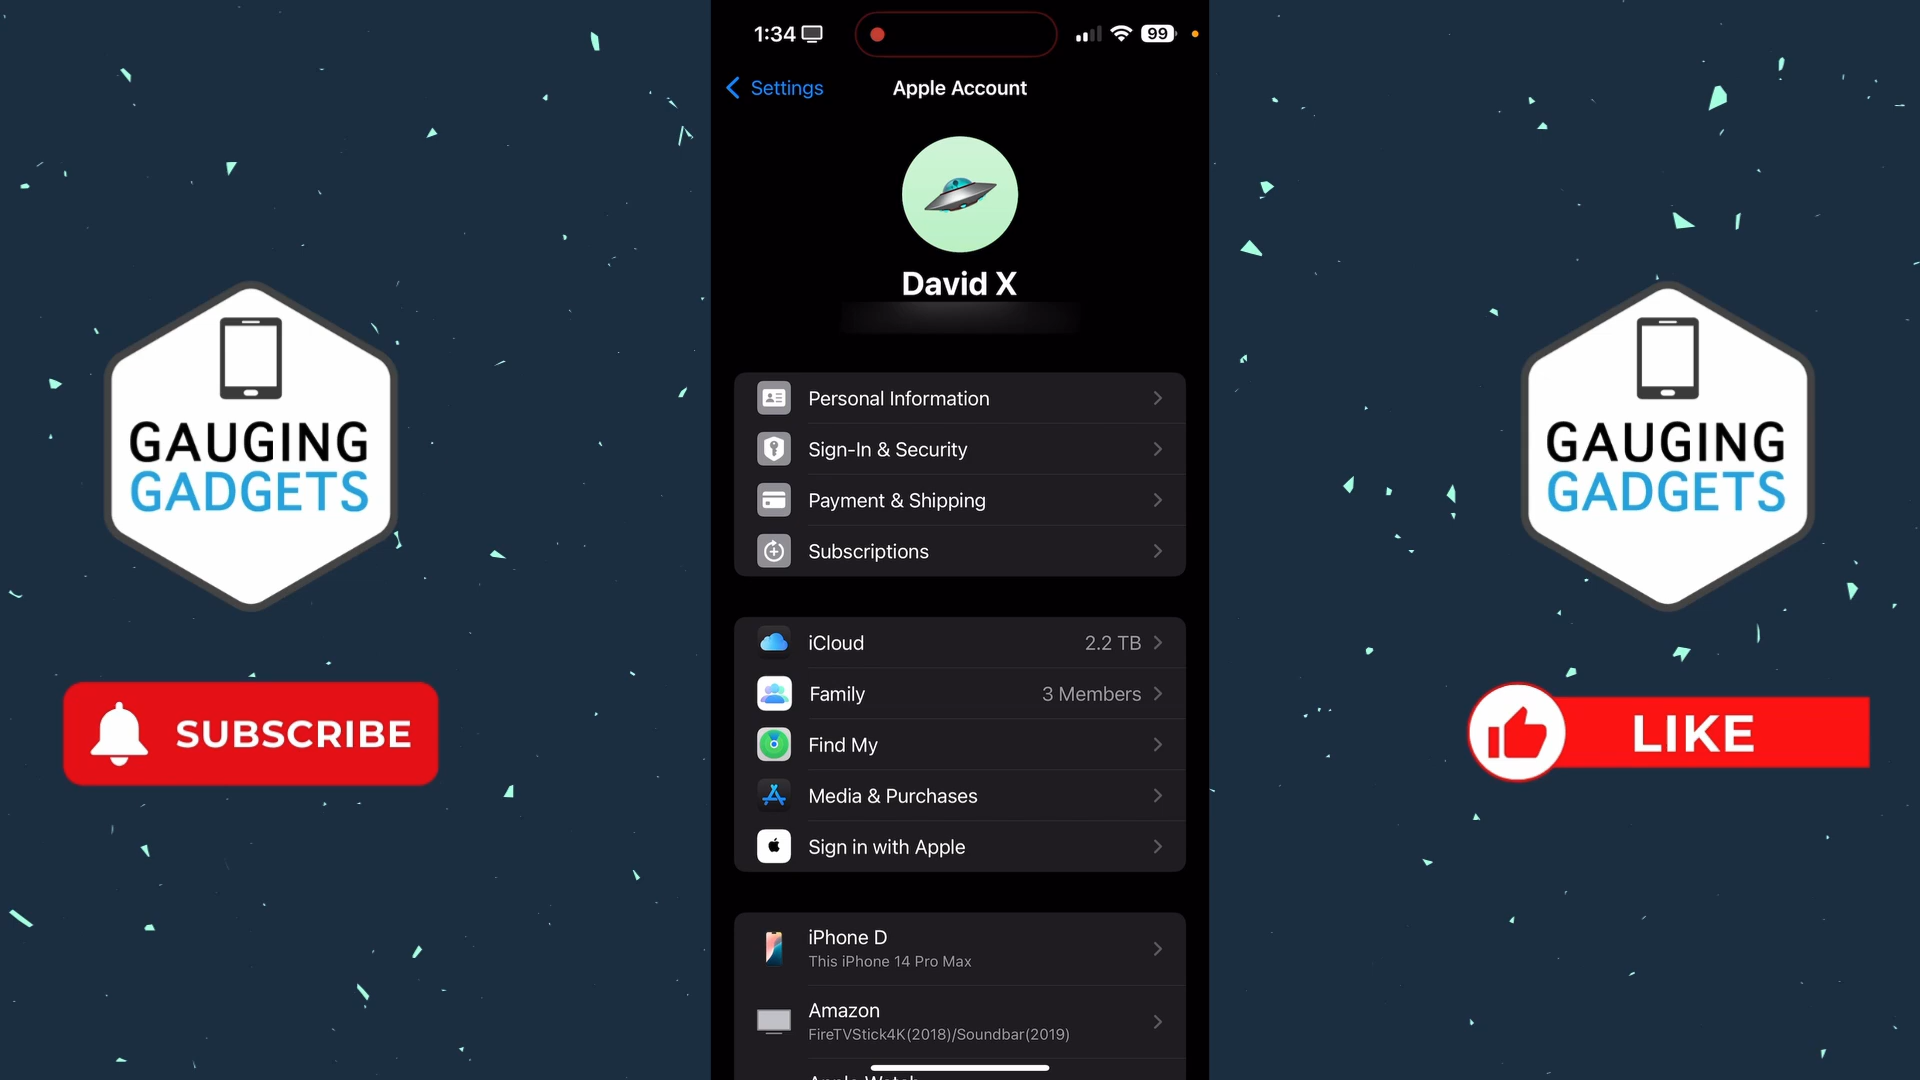 1:34
99
Settings
Apple Account
David X
Personal Information
Sign-In & Security
Payment & Shipping
Subscriptions
iCloud 2.2 TB
Family 3 Members
Find My
Media & Purchases
Sign in with Apple
iPhone D
This iPhone 14 Pro Max
Amazon
FireTVStick4K(2018)/Soundbar(2019)
Apple Watch
GAUGING
GADGETS
SUBSCRIBE
GAUGING
GADGETS
LIKE